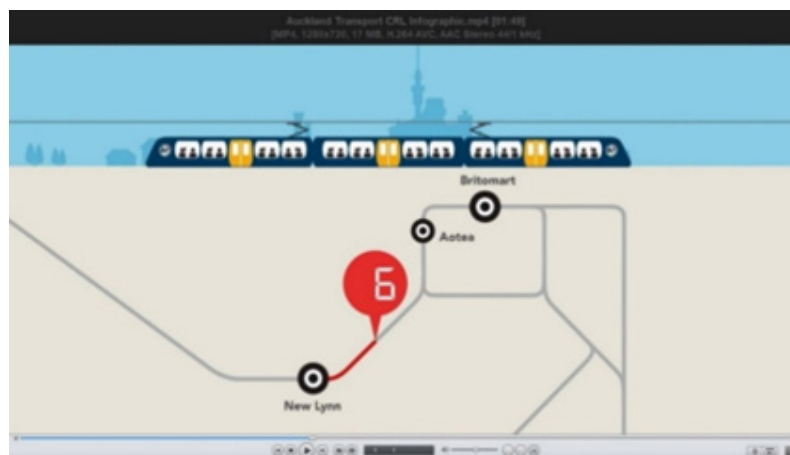 Auckland Transport CRL Infographic.mp4 [01:49]
[MP4, 1280x720, 17 MB, H.264 AVC, AAC Stereo 44/1 kHz]
Britomart
Aotea
6
New Lynn